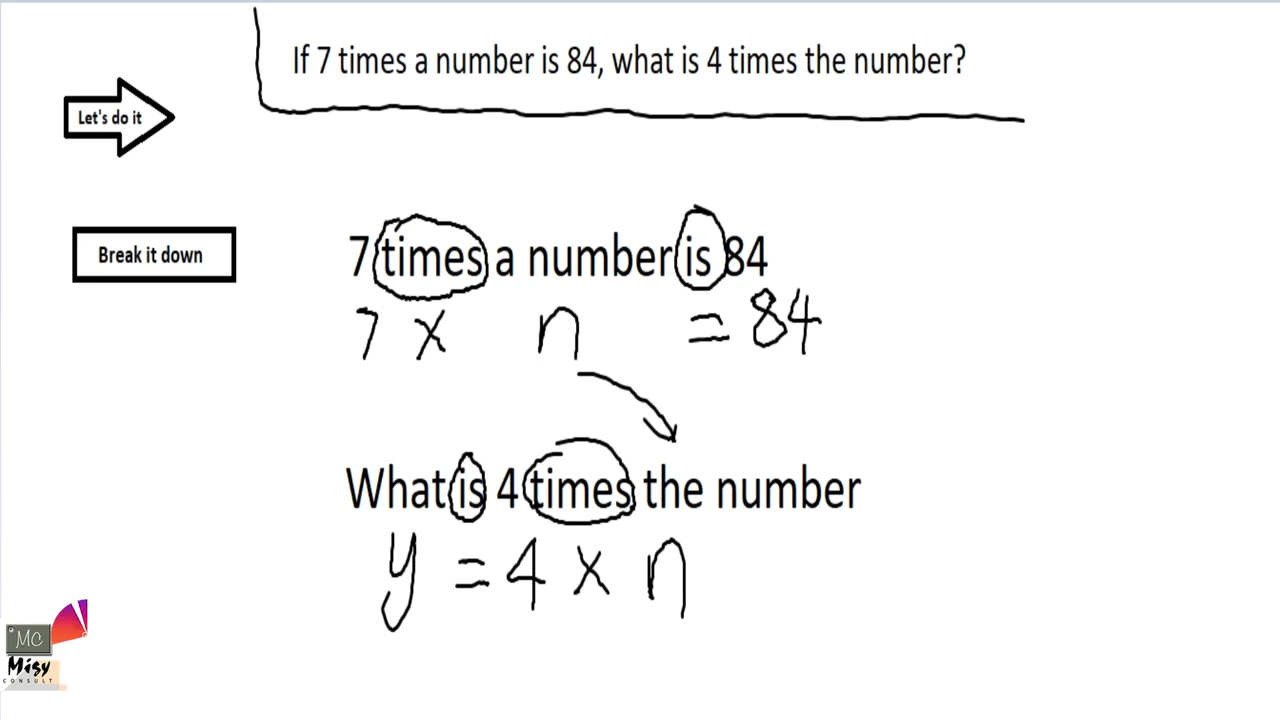 If 7 times a number is 84, what is 4 times the number?
Let's do it
Break it down
7 times a number is 84
7 x n = 84
What is 4 times the number
y = 4 x n
MC
Misy
CONSULT